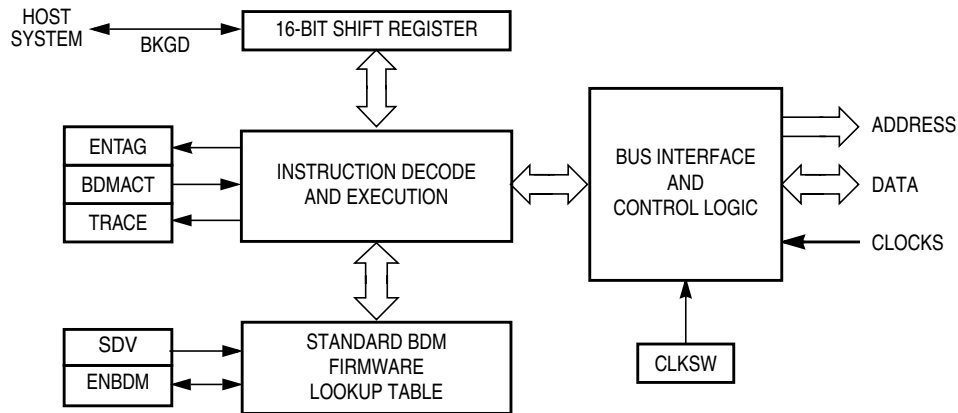 HOST
SYSTEM
BKGD
16-BIT SHIFT REGISTER
ENTAG
BDMACT
TRACE
INSTRUCTION DECODE
AND EXECUTION
BUS INTERFACE
AND
CONTROL LOGIC
ADDRESS
DATA
CLOCKS
SDV
ENBDM
STANDARD BDM
FIRMWARE
LOOKUP TABLE
CLKSW